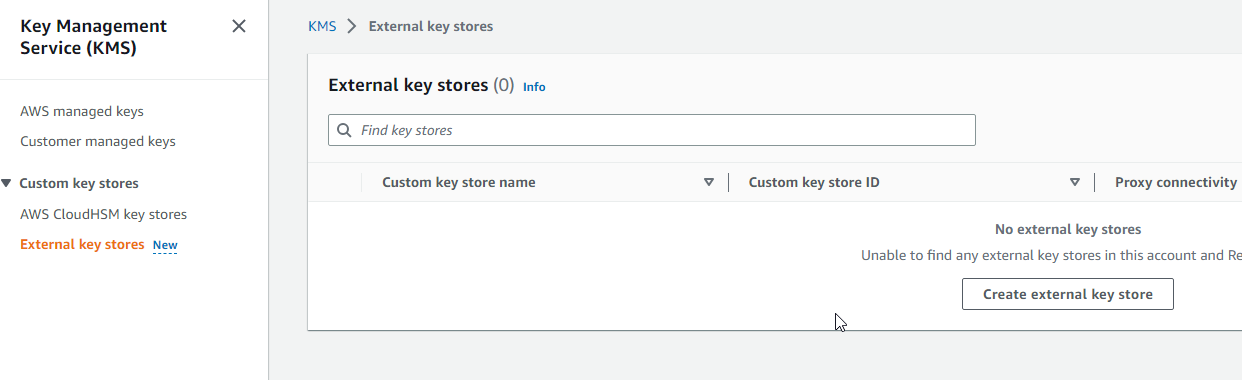 Key Management
Service (KMS)
AWS managed keys
Customer managed keys
Custom key stores
AWS CloudHSM key stores
External key stores New
KMS External key stores
External key stores (0) Info
Find key stores
Custom key store name Custom key store ID Proxy connectivity
No external key stores
Unable to find any external key stores in this account and Re
Create external key store